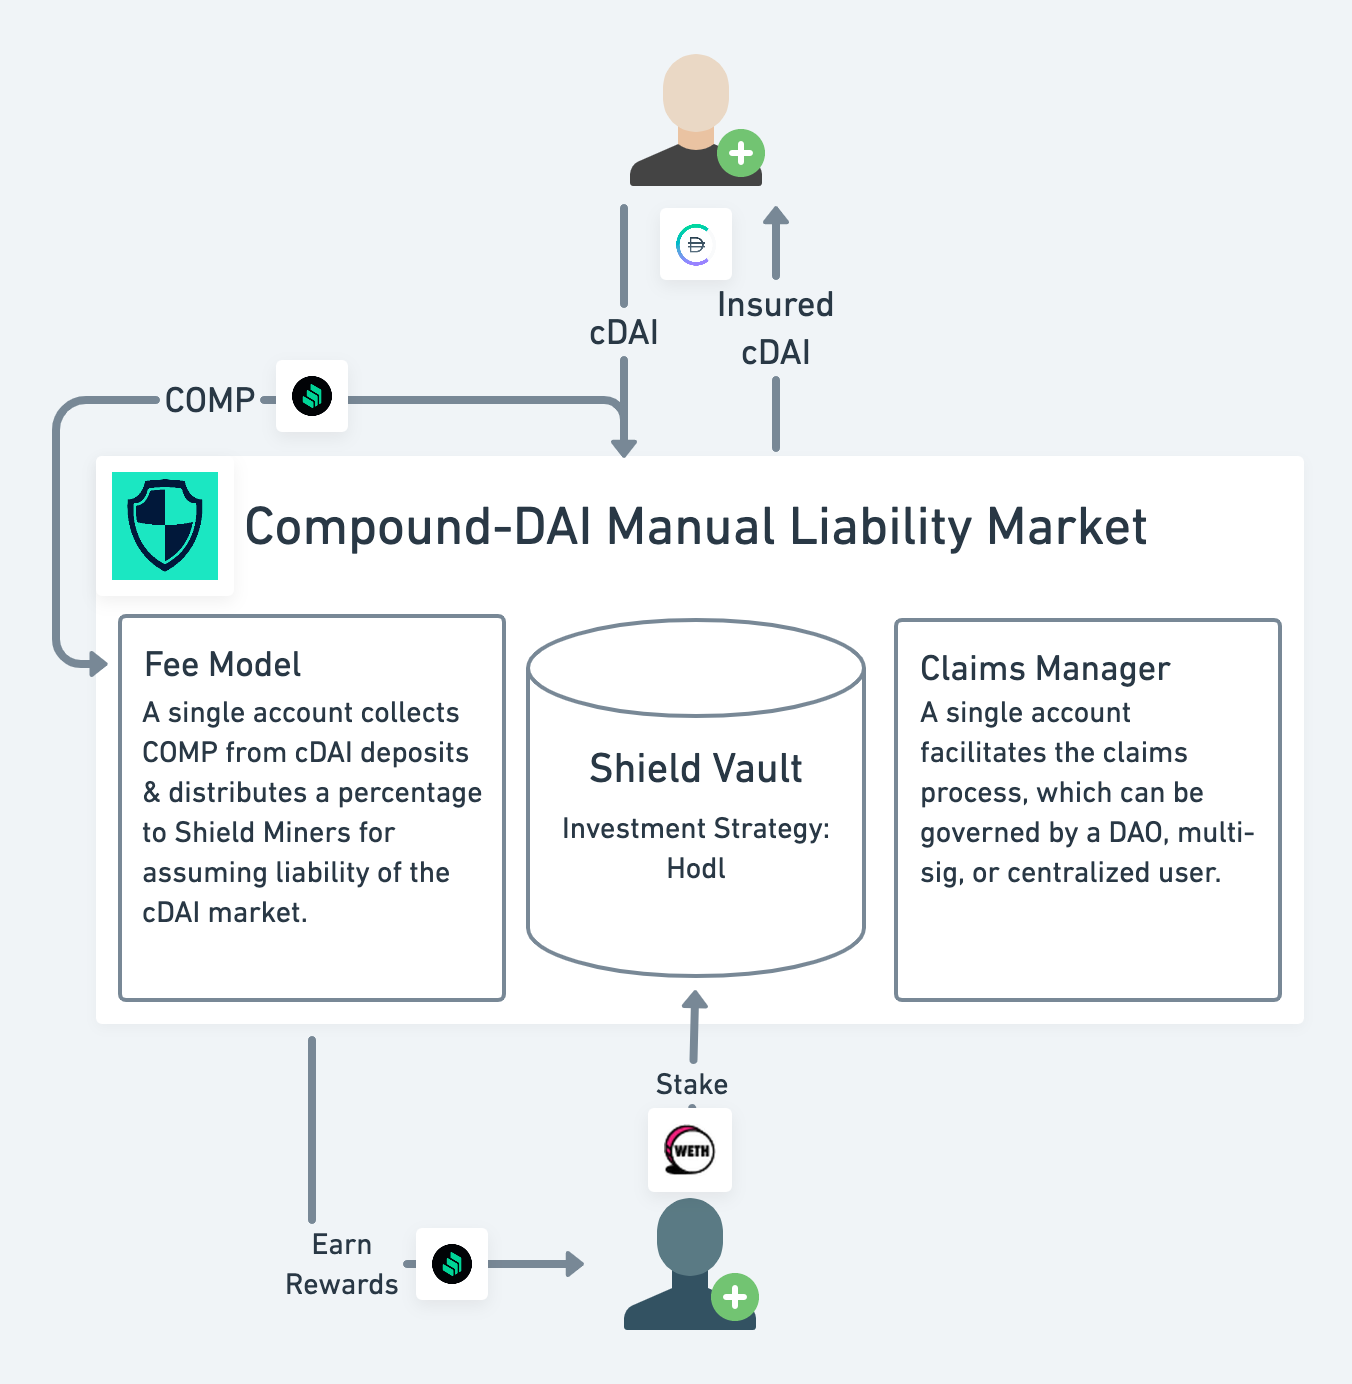 Insured
cDAI
cDAI
COMP
Compound-DAI Manual Liability Market
Fee Model
A single account collects
COMP from cDAI deposits
& distributes a percentage
to Shield Miners for
assuming liability of the
cDAI market.
Shield Vault
Investment Strategy:
Hodl
Claims Manager
A single account
facilitates the claims
process, which can be
governed by a DAO, multi-
sig, or centralized user.
Stake
WETH
Earn
Rewards